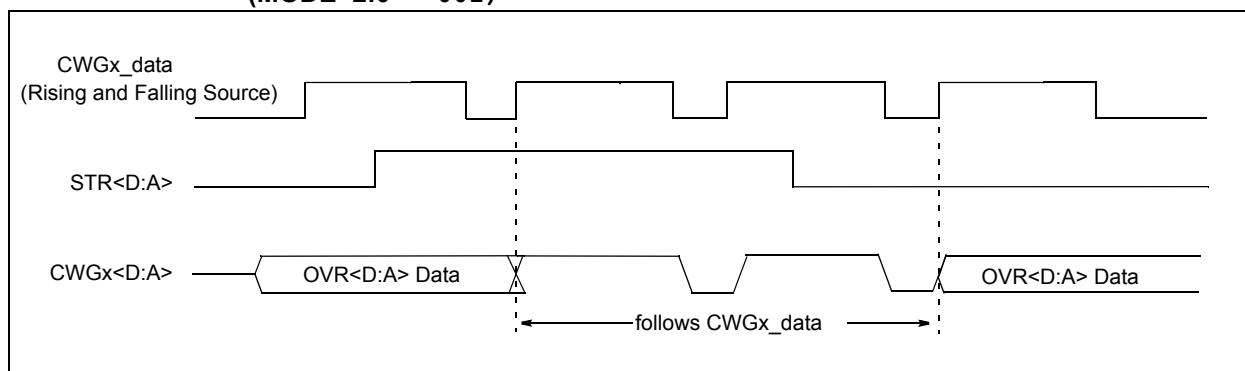 CWGx_data
(Rising and Falling Source)
STR<D:A>
CWGx<D:A>
OVR<D:A> Data
OVR<D:A> Data
follows CWGx_data